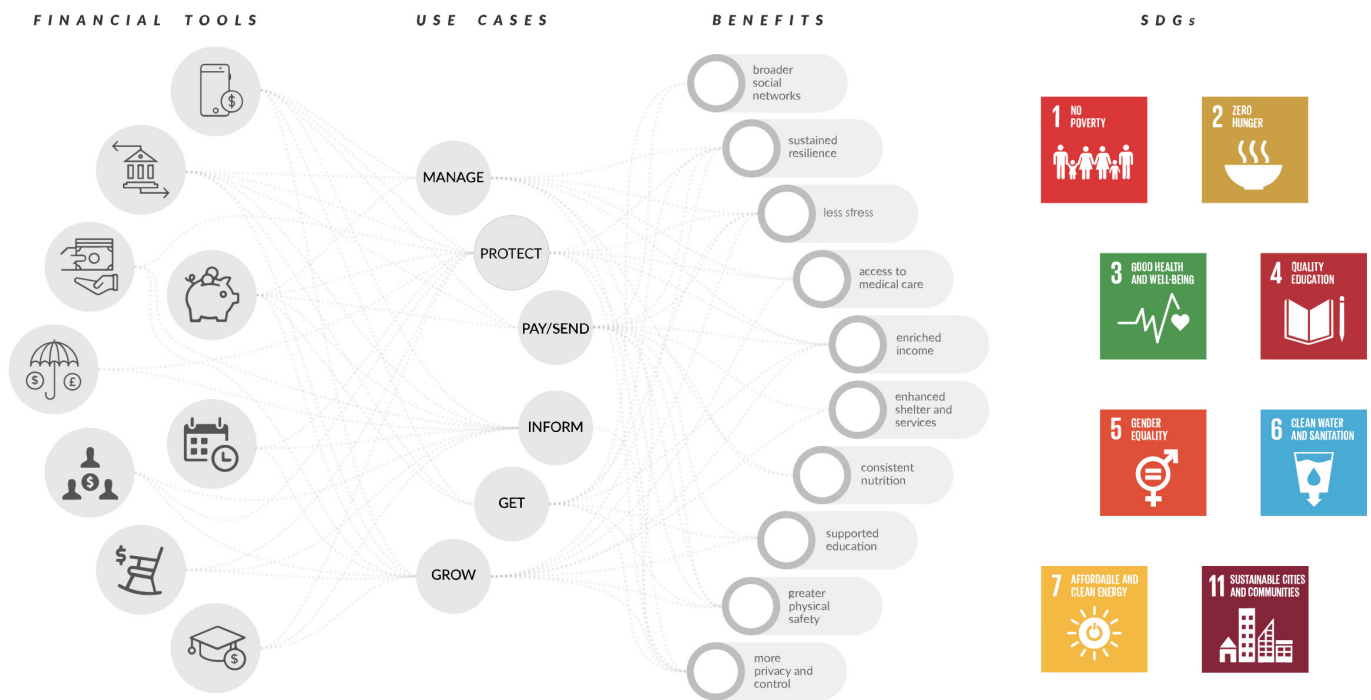 FINANCIAL TOOLS
USE CASES
BENEFITS
SDGs
$
$
£
$
$
$
MANAGE
PROTECT
PAY/SEND
INFORM
GET
GROW
broader
social
networks
sustained
resilience
less stress
access to
medical care
enriched
income
enhanced
shelter and
services
consistent
nutrition
supported
education
greater
physical
safety
more
privacy and
control
1 NO
POVERTY
2 ZERO
HUNGER
3 GOOD HEALTH
AND WELL-BEING
4 QUALITY
EDUCATION
5 GENDER
EQUALITY
6 CLEAN WATER
AND SANITATION
7 AFFORDABLE AND
CLEAN ENERGY
11 SUSTAINABLE CITIES
AND COMMUNITIES